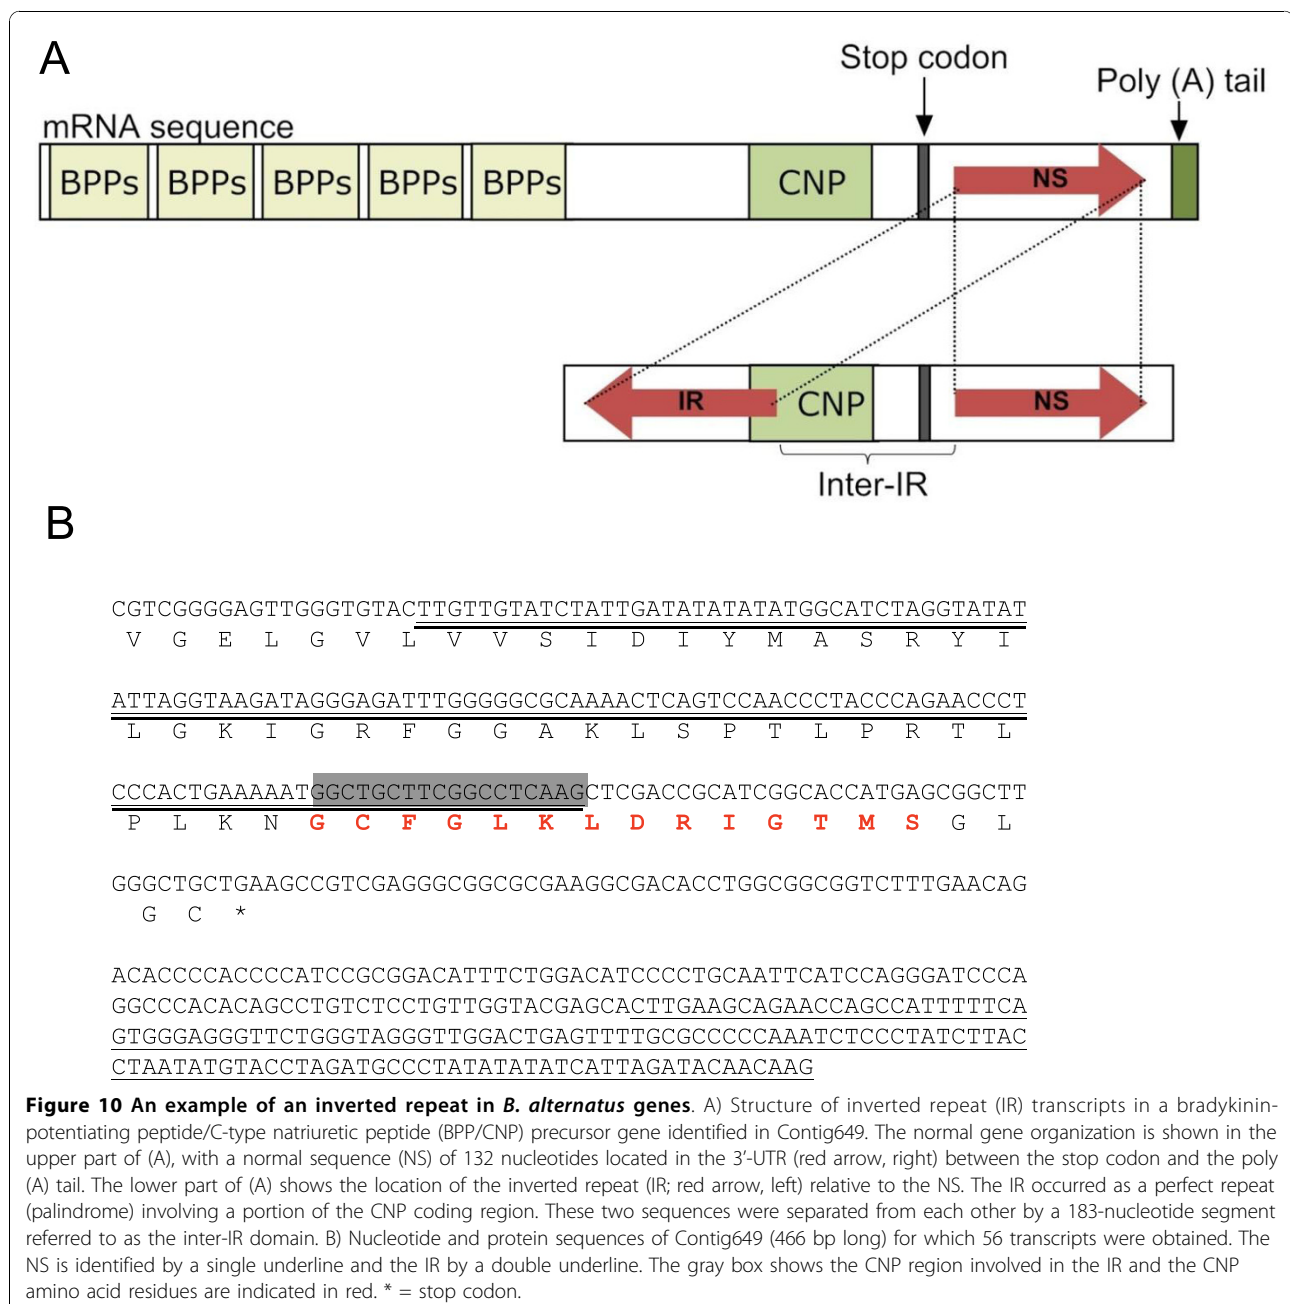 A
Stop codon
Poly (A) tail
mRNA sequence
BPPs BPPs BPPs BPPs BPPs CNP NS
IR CNP NS
Inter-IR
B
CGTCGGGGAGTTGGGTGTACTTGTTGTATCTATTGATATATATATGGCATCTAGGTATAT
V G E L G V L V V S I D I Y M A S R Y I
ATTAGGTAAGATAGGGAGATTTGGGGGCGCAAAACTCAGTCCAACCCTACCCAGAACCCT
L G K I G R F G G A K L S P T L P R T L
CCCACTGAAAAATGGCTGCTTCGGCCTCAAGCTCGACCGCATCGGCACCATGAGCGGCTT
P L K N G C F G L K L D R I G T M S G L
GGGCTGCTGAAGCCGTCGAGGGCGGCGCGAAGGCGACACCTGGCGGCGGTCTTTGAACAG
G C *
ACACCCCACCCCATCCGCGGACATTTCTGGACATCCCCTGCAATTCATCCAGGGATCCCA
GGCCCACACAGCCTGTCTCCTGTTGGTACGAGCACTTGAAGCAGAACCAGCCATTTTTCA
GTGGGAGGGTTCTGGGTAGGGTTGGACTGAGTTTTGCGCCCCCAAATCTCCCTATCTTAC
CTAATATGTACCTAGATGCCCTATATATATCATTAGATACAACAAG
Figure 10 An example of an inverted repeat in B. alternatus genes. A) Structure of inverted repeat (IR) transcripts in a bradykinin-
potentiating peptide/C-type natriuretic peptide (BPP/CNP) precursor gene identified in Contig649. The normal gene organization is shown in the
upper part of (A), with a normal sequence (NS) of 132 nucleotides located in the 3’-UTR (red arrow, right) between the stop codon and the poly
(A) tail. The lower part of (A) shows the location of the inverted repeat (IR; red arrow, left) relative to the NS. The IR occurred as a perfect repeat
(palindrome) involving a portion of the CNP coding region. These two sequences were separated from each other by a 183-nucleotide segment
referred to as the inter-IR domain. B) Nucleotide and protein sequences of Contig649 (466 bp long) for which 56 transcripts were obtained. The
NS is identified by a single underline and the IR by a double underline. The gray box shows the CNP region involved in the IR and the CNP
amino acid residues are indicated in red. * = stop codon.